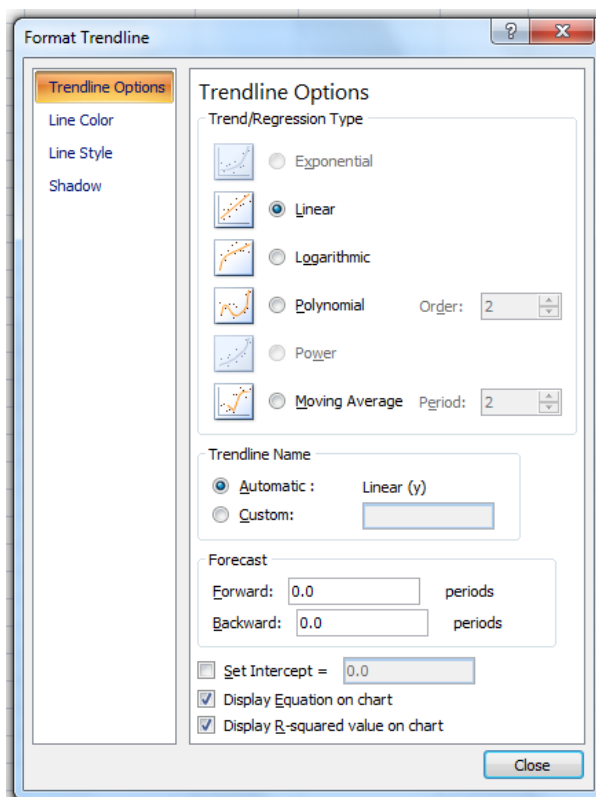 Format Trendline
?
X
Trendline Options
Line Color
Line Style
Shadow
Trendline Options
Trend/Regression Type
Exponential
Linear
Logarithmic
Polynomial Order: 2
Power
Moving Average Period: 2
Trendline Name
Automatic : Linear (y)
Custom:
Forecast
Forward: 0.0 periods
Backward: 0.0 periods
Set Intercept = 0.0
Display Equation on chart
Display R-squared value on chart
Close